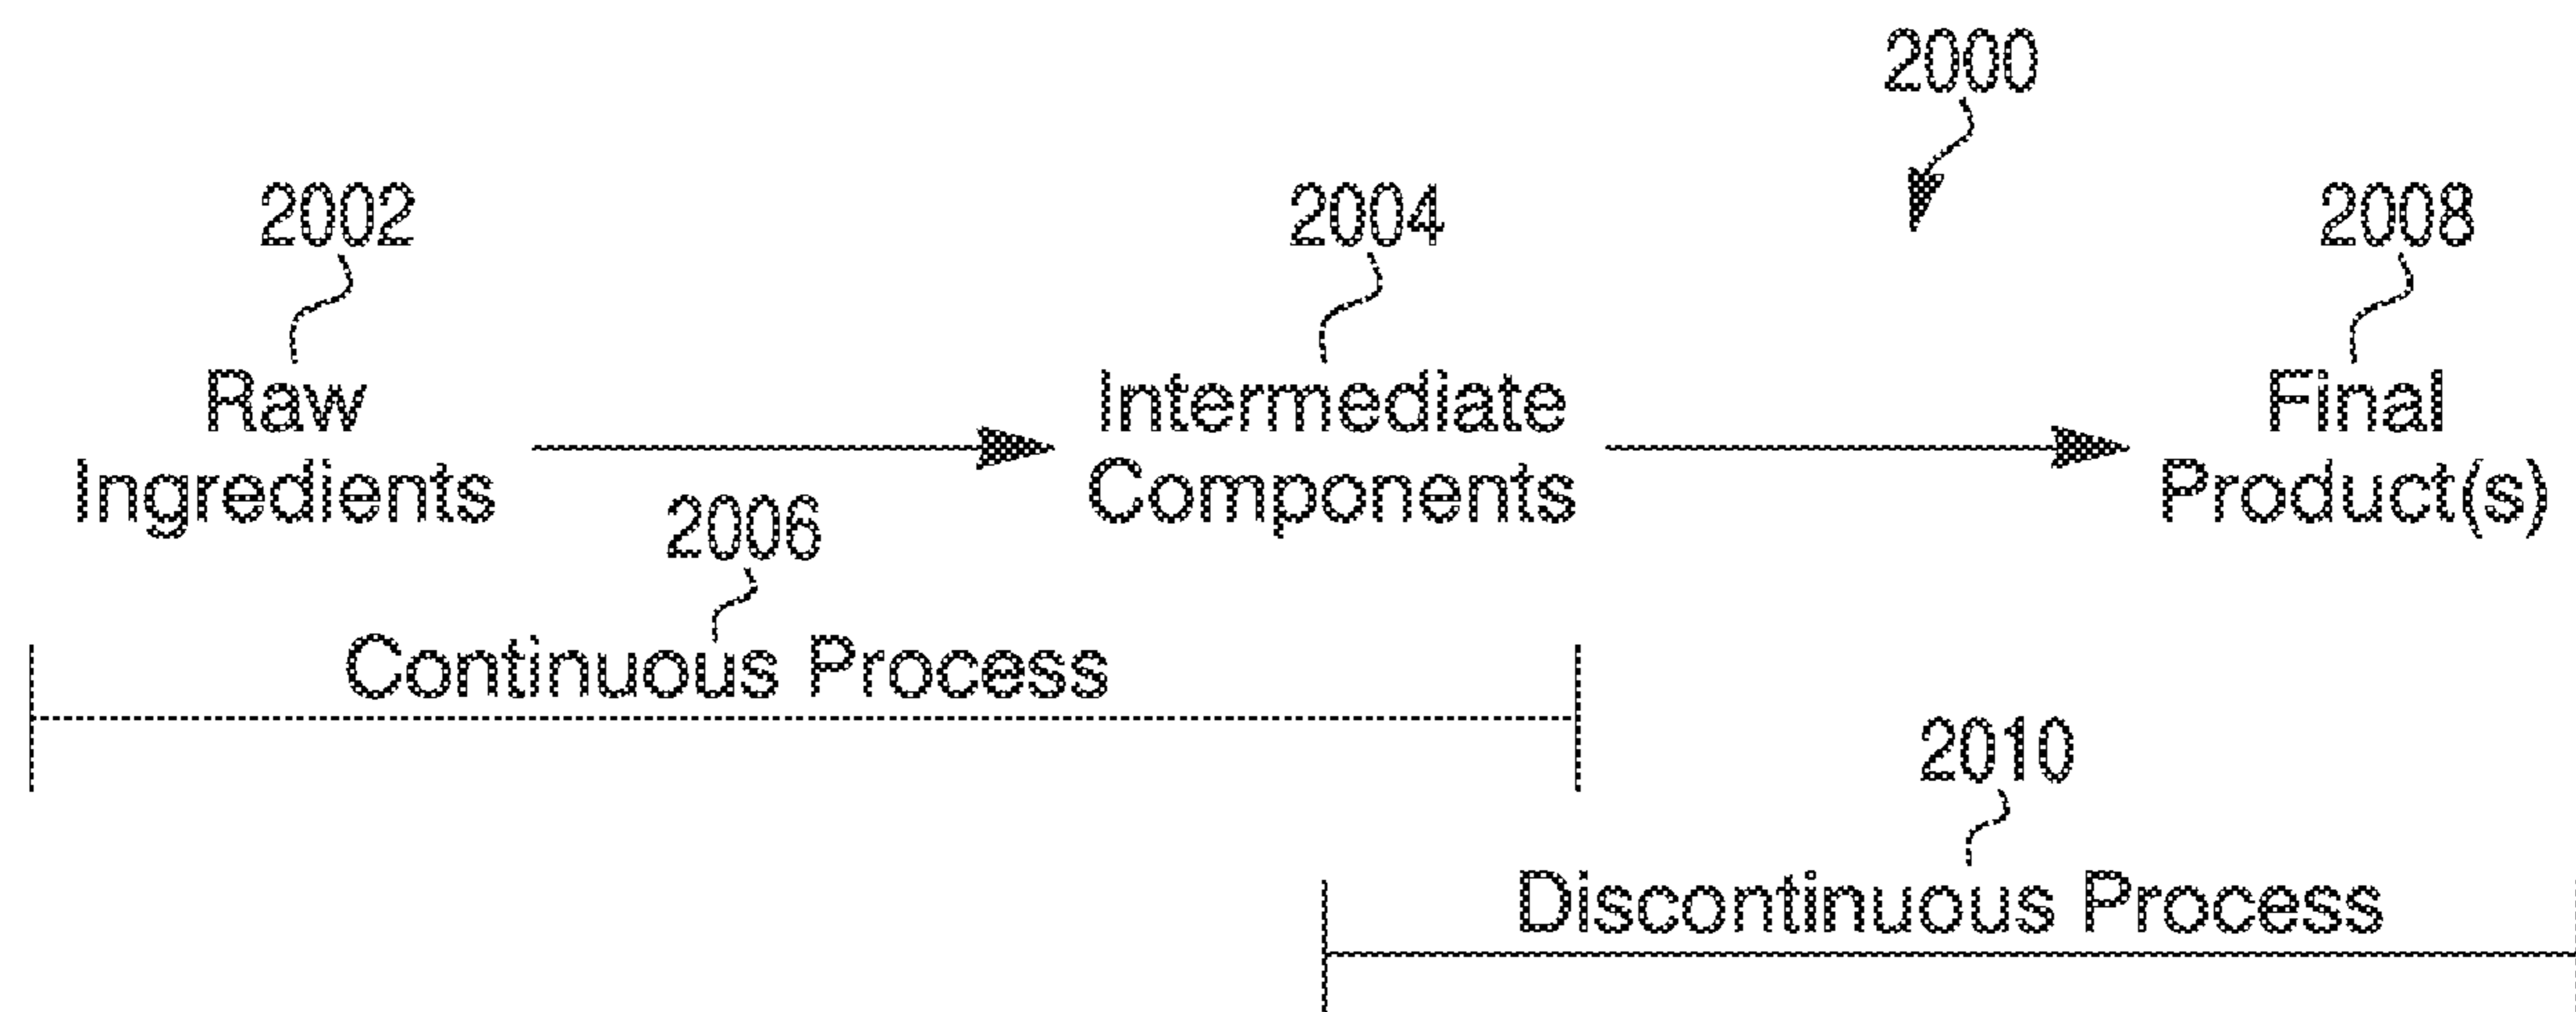 2000
2002
2004
2008
Raw
Ingredients
Intermediate
Components
Final
Product(s)
2006
Continuous Process
2010
Discontinuous Process